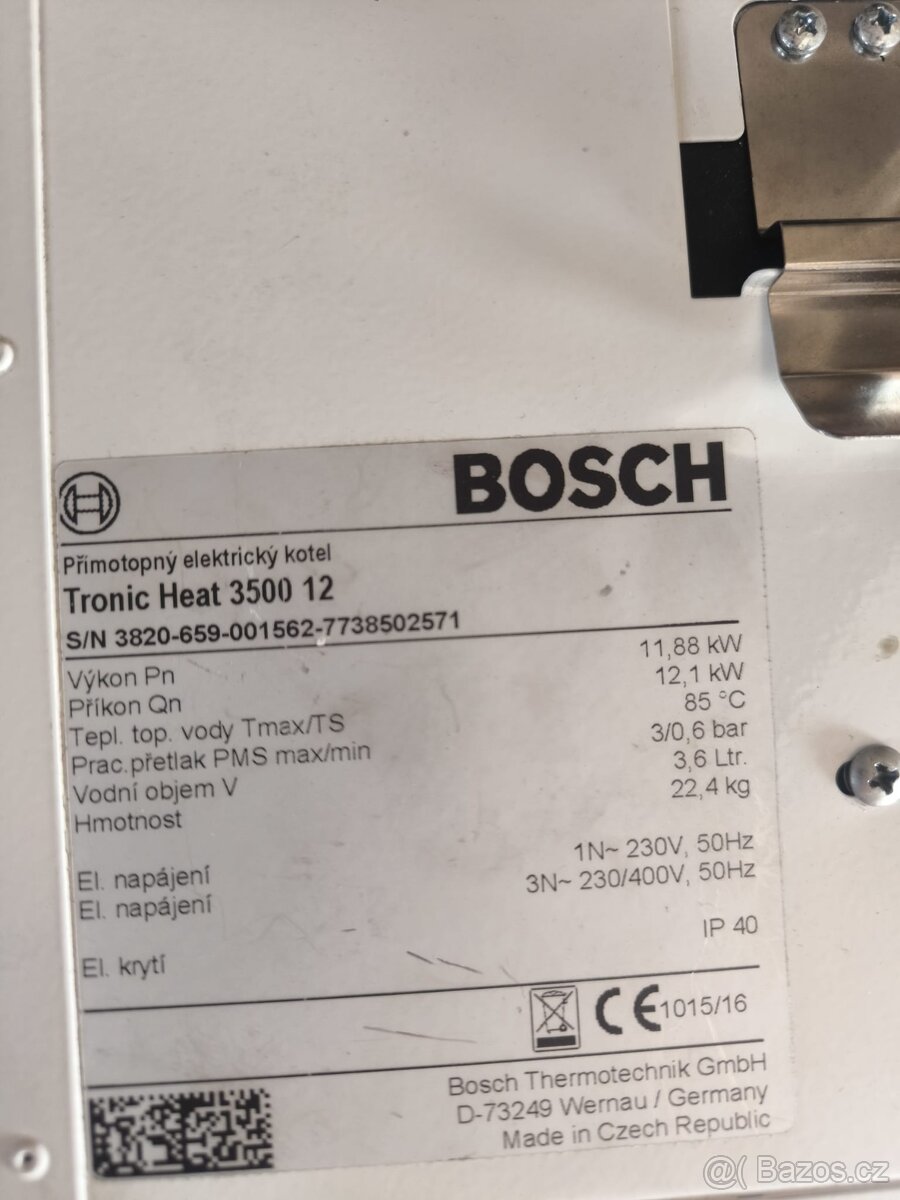 BOSCH
Přímotopný elektrický kotel
Tronic Heat 3500 12
S/N 3820-659-001562-7738502571
Výkon Pn 11,88 kW
Příkon Qn 12,1 kW
Tepl. top. vody Tmax/TS 85 °C
Prac.přetlak PMS max/min 3/0,6 bar
Vodní objem V 3,6 Ltr.
Hmotnost 22,4 kg
El. napájení 1N~ 230V, 50Hz
El. napájení 3N~ 230/400V, 50Hz
El. krytí IP 40
CE 1015/16
Bosch Thermotechnik GmbH
D-73249 Wernau / Germany
Made in Czech Republic
@( Bazos.cz